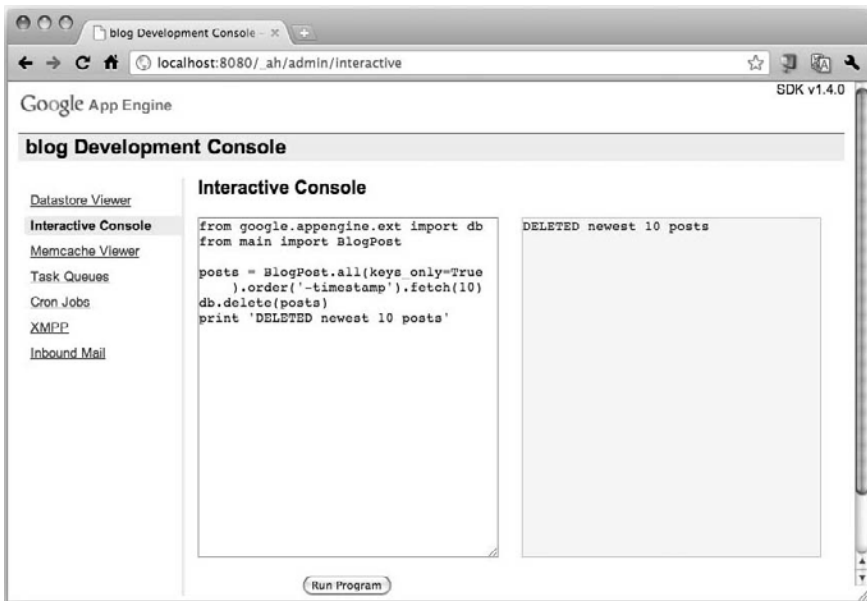 blog Development Console -
localhost:8080/_ah/admin/interactive
SDK v1.4.0
Google App Engine
blog Development Console
Datastore Viewer
Interactive Console
Memcache Viewer
Task Queues
Cron Jobs
XMPP
Inbound Mail
Interactive Console
from google.appengine.ext import db
from main import BlogPost
posts = BlogPost.all(keys_only=True
).order('-timestamp').fetch(10)
db.delete(posts)
print 'DELETED newest 10 posts'
DELETED newest 10 posts
Run Program